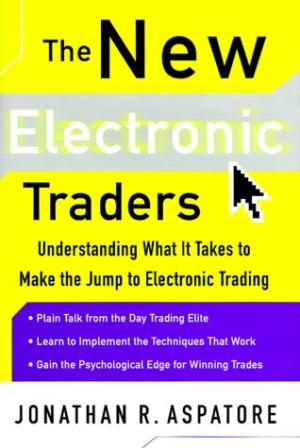 The New
Electronic
Traders
Understanding What It Takes to
Make the Jump to Electronic Trading
• Plain Talk from the Day Trading Elite
• Learn to Implement the Techniques That Work
• Gain the Psychological Edge for Winning Trades
JONATHAN R. ASPATORE